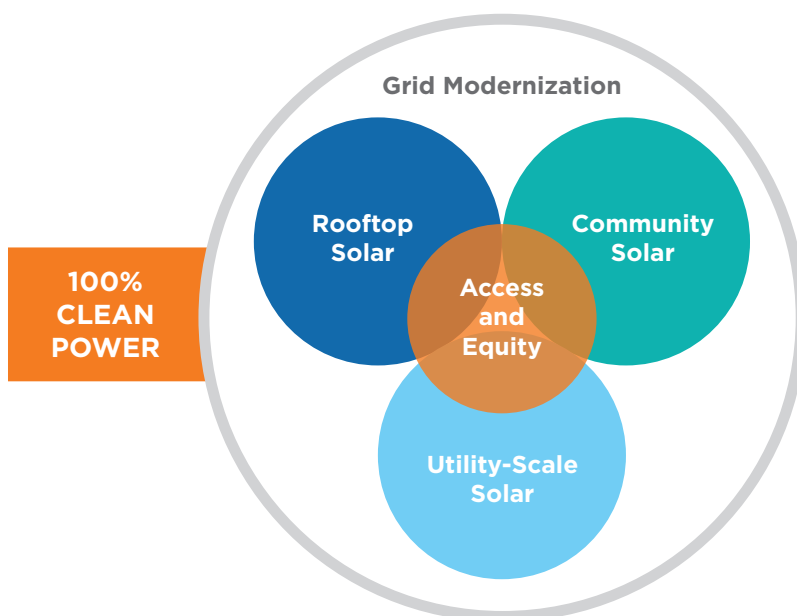 Grid Modernization
Rooftop
Solar
Community
Solar
100%
CLEAN
POWER
Access
and
Equity
Utility-Scale
Solar